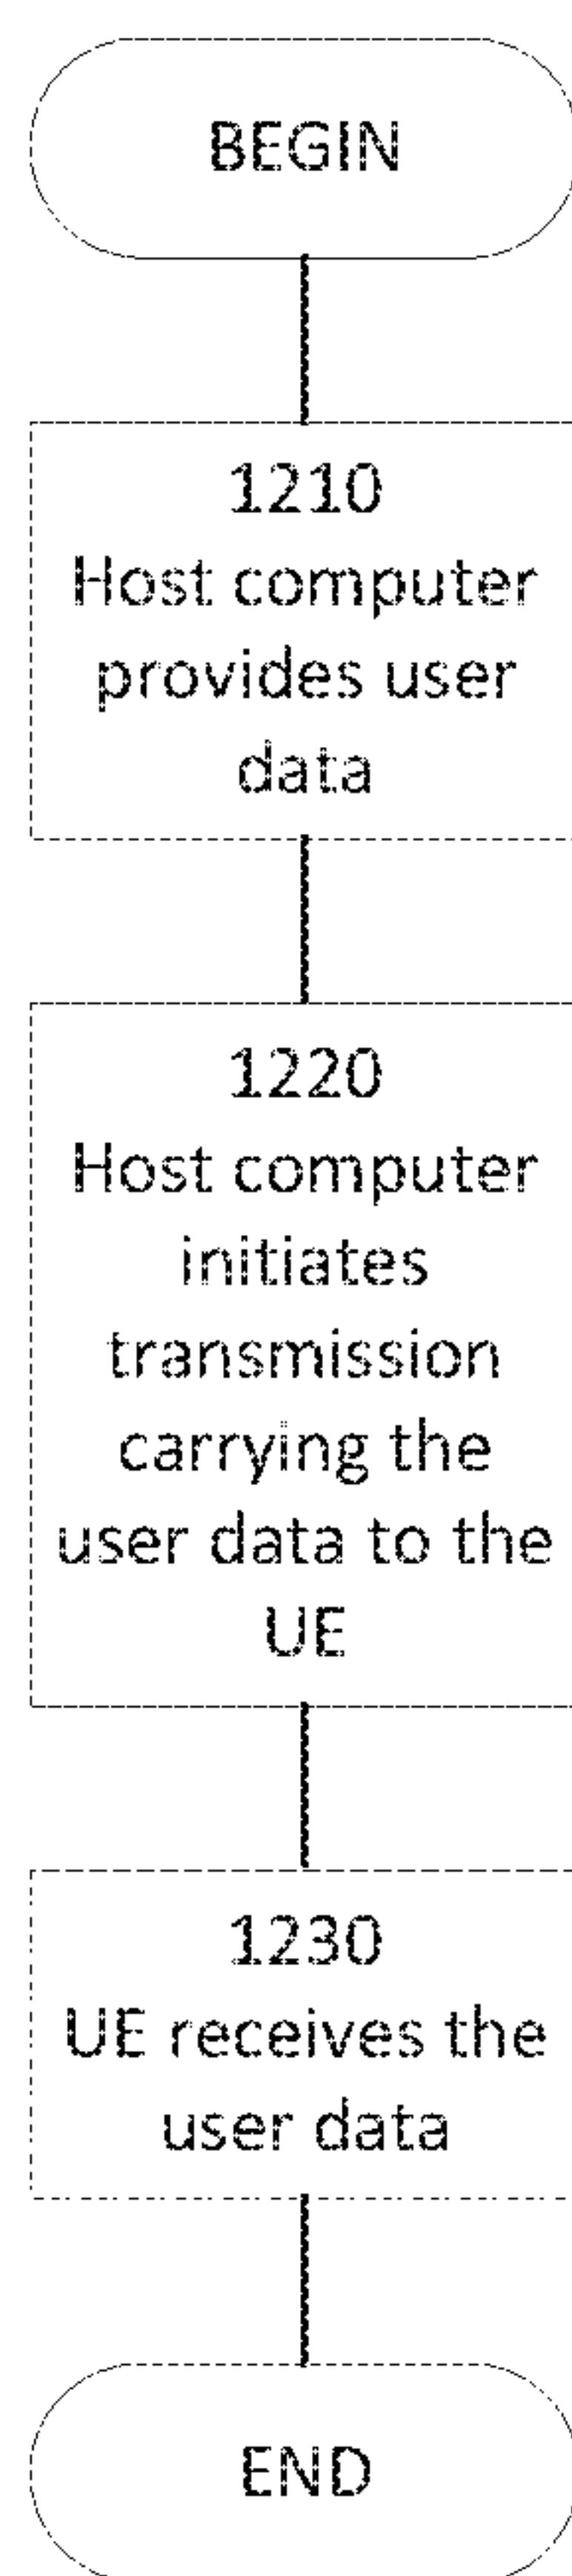 BEGIN
1210
Host computer
provides user
data
1220
Host computer
initiates
transmission
carrying the
user data to the
UE
1230
UE receives the
user data
END